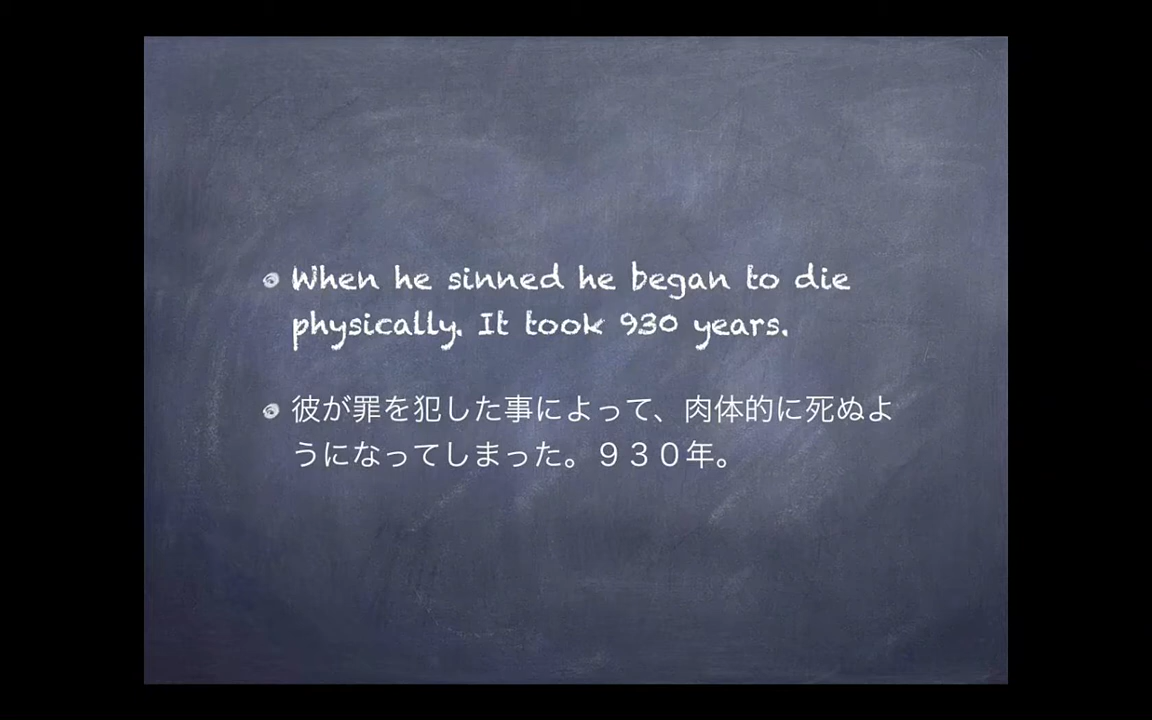 When he sinned he began to die
physically. It took 930 years.
彼が罪を犯した事によって、肉体的に死ぬよ
うになってしまった。９３０年。